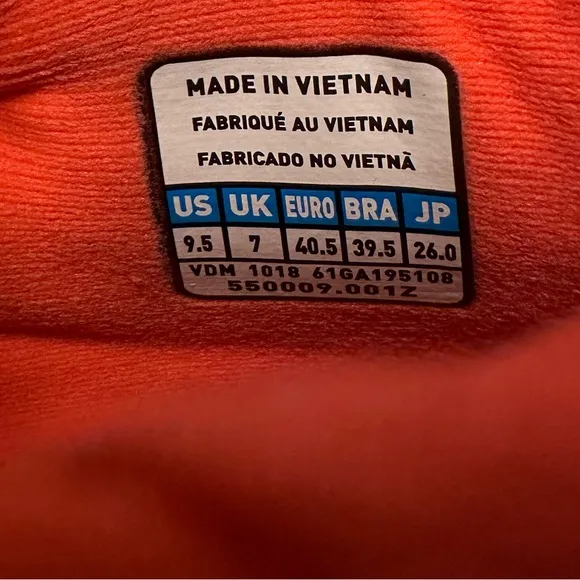 MADE IN VIETNAM
FABRIQUÉ AU VIETNAM
FABRICADO NO VIETNÃ
US UK EURO BRA JP
9.5 7 40.5 39.5 26.0
VDM 1018 61GA195108
550009.001Z